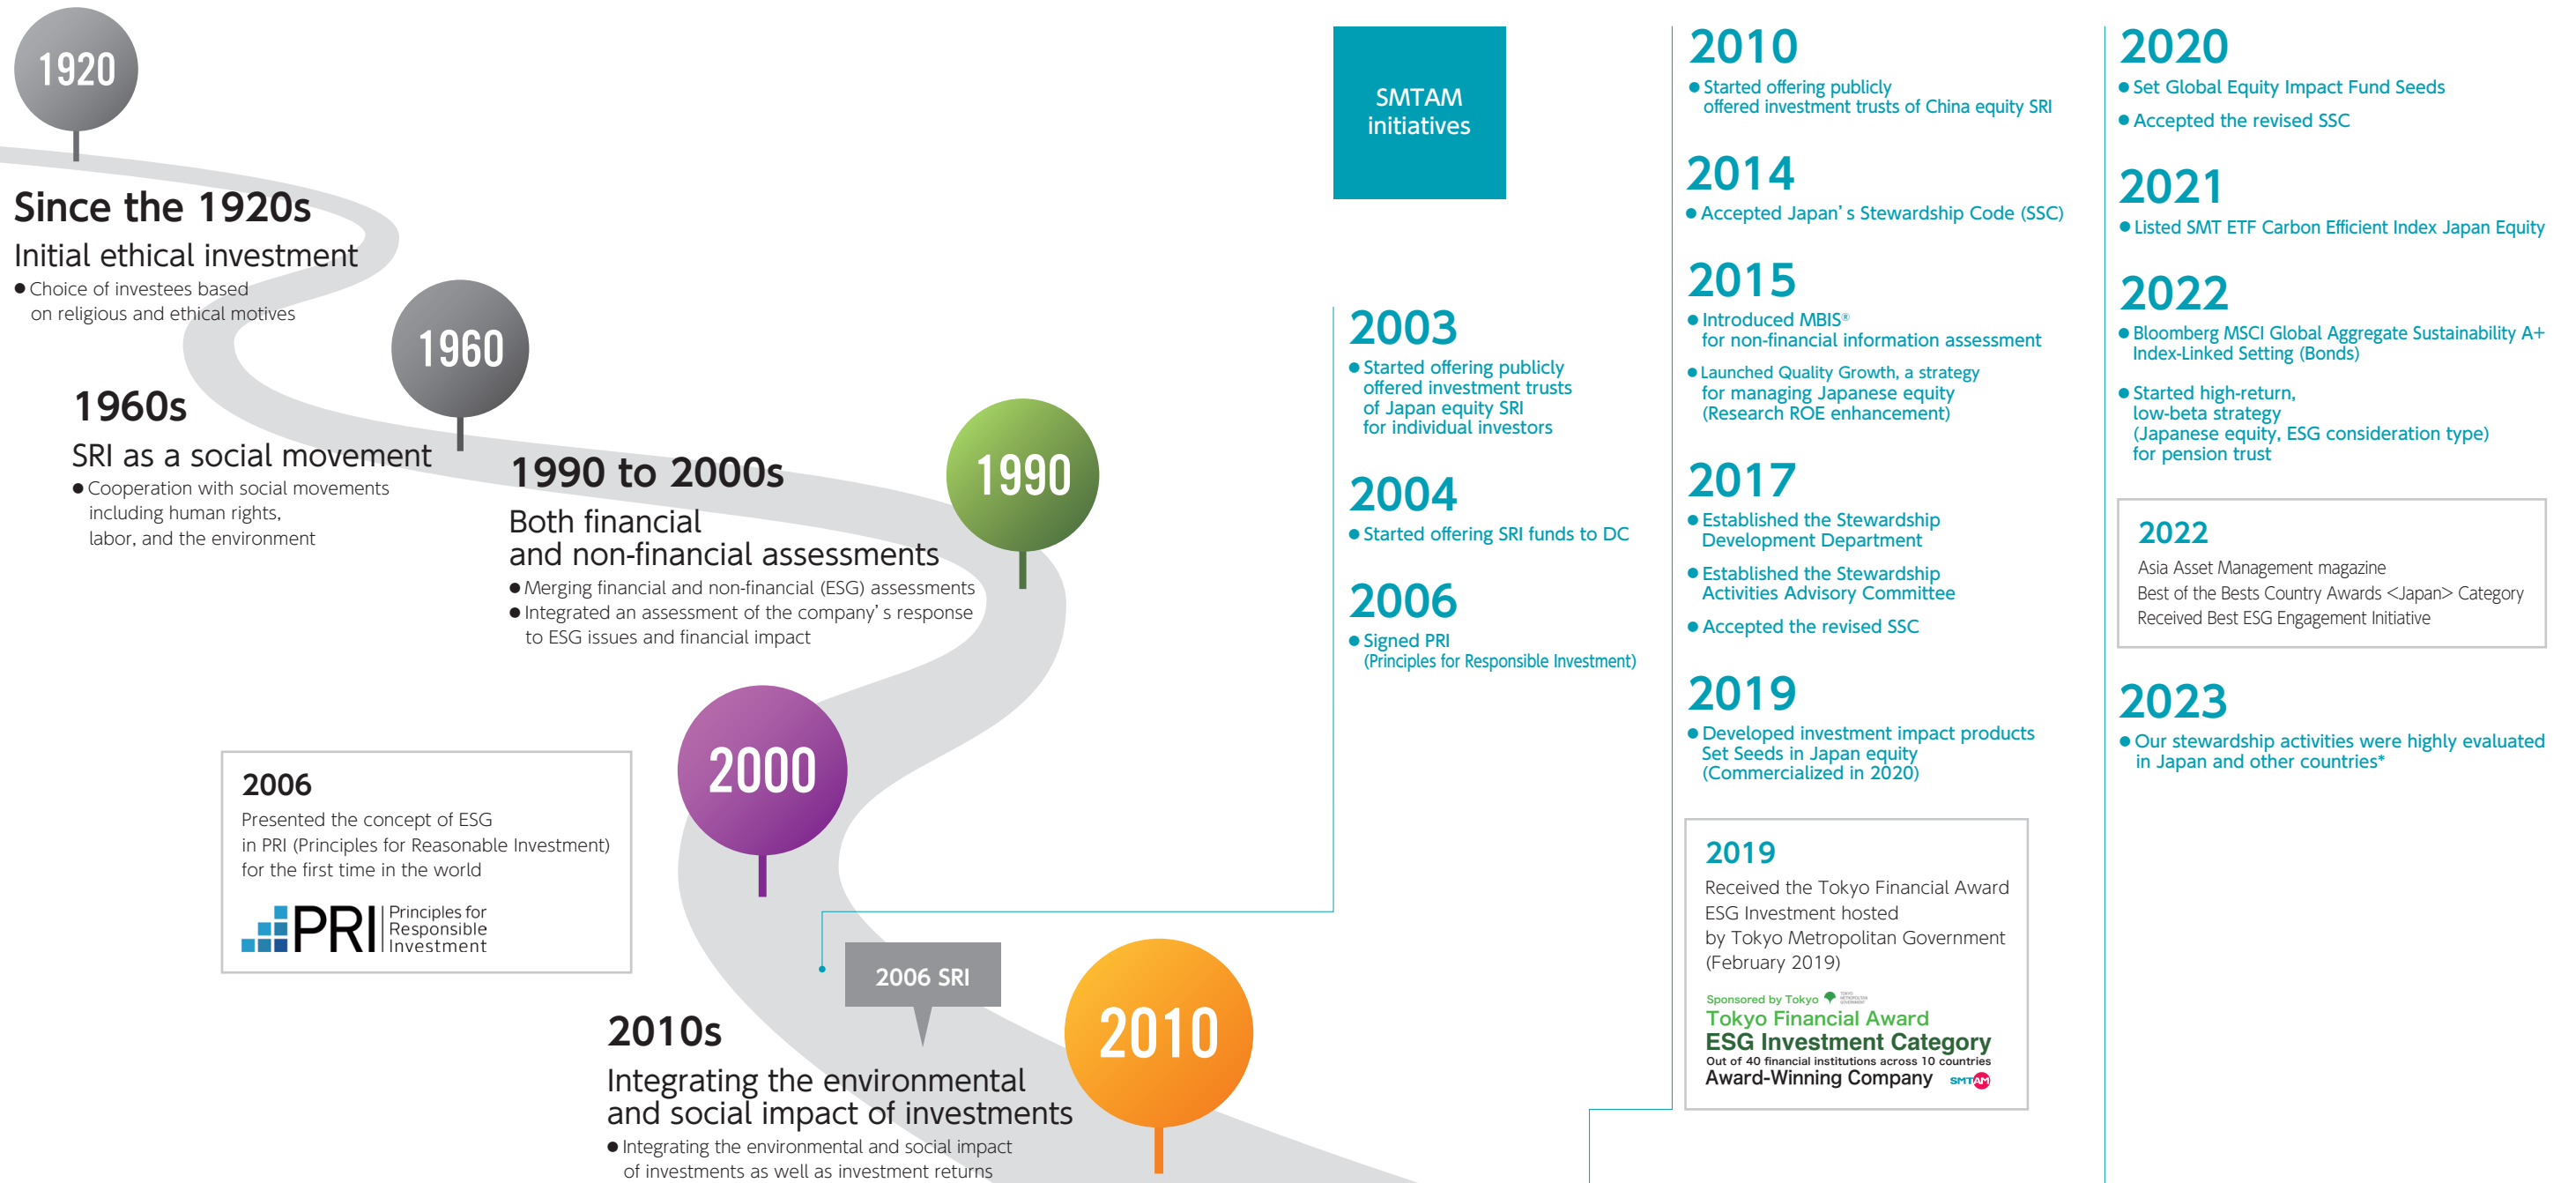 1920
Since the 1920s
Initial ethical investment
● Choice of investees based
on religious and ethical motives
1960
1960s
SRI as a social movement
● Cooperation with social movements
including human rights,
labor, and the environment
1990
1990 to 2000s
Both financial
and non-financial assessments
● Merging financial and non-financial (ESG) assessments
● Integrated an assessment of the company's response
to ESG issues and financial impact
2000
2006
Presented the concept of ESG
in PRI (Principles for Reasonable Investment)
for the first time in the world
PRI
Principles for
Responsible
Investment
2006 SRI
2010
2010s
Integrating the environmental
and social impact of investments
● Integrating the environmental and social impact
of investments as well as investment returns
SMTAM
initiatives
2003
● Started offering publicly
offered investment trusts
of Japan equity SRI
for individual investors
2004
● Started offering SRI funds to DC
2006
● Signed PRI
(Principles for Responsible Investment)
2010
● Started offering publicly
offered investment trusts of China equity SRI
2014
● Accepted Japan's Stewardship Code (SSC)
2015
● Introduced MBIS®
for non-financial information assessment
● Launched Quality Growth, a strategy
for managing Japanese equity
(Research ROE enhancement)
2017
● Established the Stewardship
Development Department
● Established the Stewardship
Activities Advisory Committee
● Accepted the revised SSC
2019
● Developed investment impact products
Set Seeds in Japan equity
(Commercialized in 2020)
2019
Received the Tokyo Financial Award
ESG Investment hosted
by Tokyo Metropolitan Government
(February 2019)
Sponsored by Tokyo
TOKYO
METROPOLITAN
GOVERNMENT
Tokyo Financial Award
ESG Investment Category
Out of 40 financial institutions across 10 countries
Award-Winning Company SMTAM
2020
● Set Global Equity Impact Fund Seeds
● Accepted the revised SSC
2021
● Listed SMT ETF Carbon Efficient Index Japan Equity
2022
● Bloomberg MSCI Global Aggregate Sustainability A+
Index-Linked Setting (Bonds)
● Started high-return,
low-beta strategy
(Japanese equity, ESG consideration type)
for pension trust
2022
Asia Asset Management magazine
Best of the Bests Country Awards <Japan> Category
Received Best ESG Engagement Initiative
2023
● Our stewardship activities were highly evaluated
in Japan and other countries*